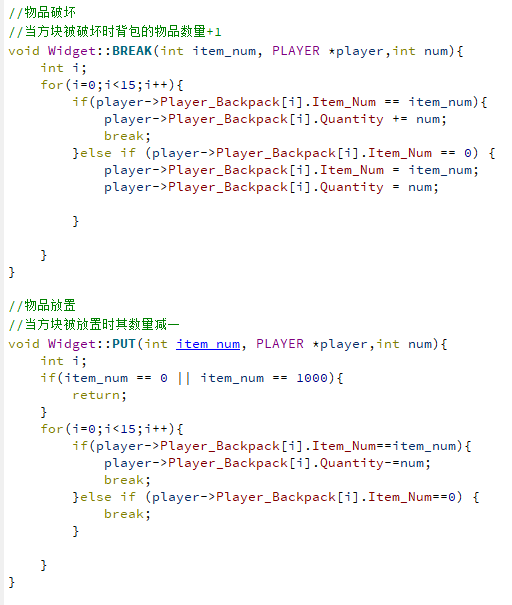 //物品破坏
//当方块被破坏时背包的物品数量+1
void Widget::BREAK(int item_num, PLAYER *player,int num){
    int i;
    for(i=0;i<15;i++){
        if(player->Player_Backpack[i].Item_Num == item_num){
            player->Player_Backpack[i].Quantity += num;
            break;
        }else if (player->Player_Backpack[i].Item_Num == 0) {
            player->Player_Backpack[i].Item_Num = item_num;
            player->Player_Backpack[i].Quantity = num;
        }
    }
}
//物品放置
//当方块被放置时其数量减一
void Widget::PUT(int item_num, PLAYER *player,int num){
    int i;
    if(item_num == 0 || item_num == 1000){
        return;
    }
    for(i=0;i<15;i++){
        if(player->Player_Backpack[i].Item_Num==item_num){
            player->Player_Backpack[i].Quantity-=num;
            break;
        }else if (player->Player_Backpack[i].Item_Num==0) {
            break;
        }
    }
}